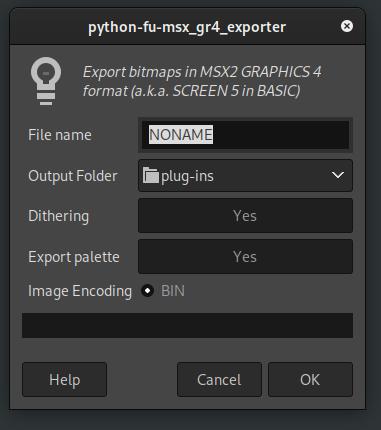 python-fu-msx_gr4_exporter
Export bitmaps in MSX2 GRAPHICS 4
format (a.k.a. SCREEN 5 in BASIC)
File name NONAME
Output Folder plug-ins
Dithering Yes
Export palette Yes
Image Encoding BIN
Help Cancel OK